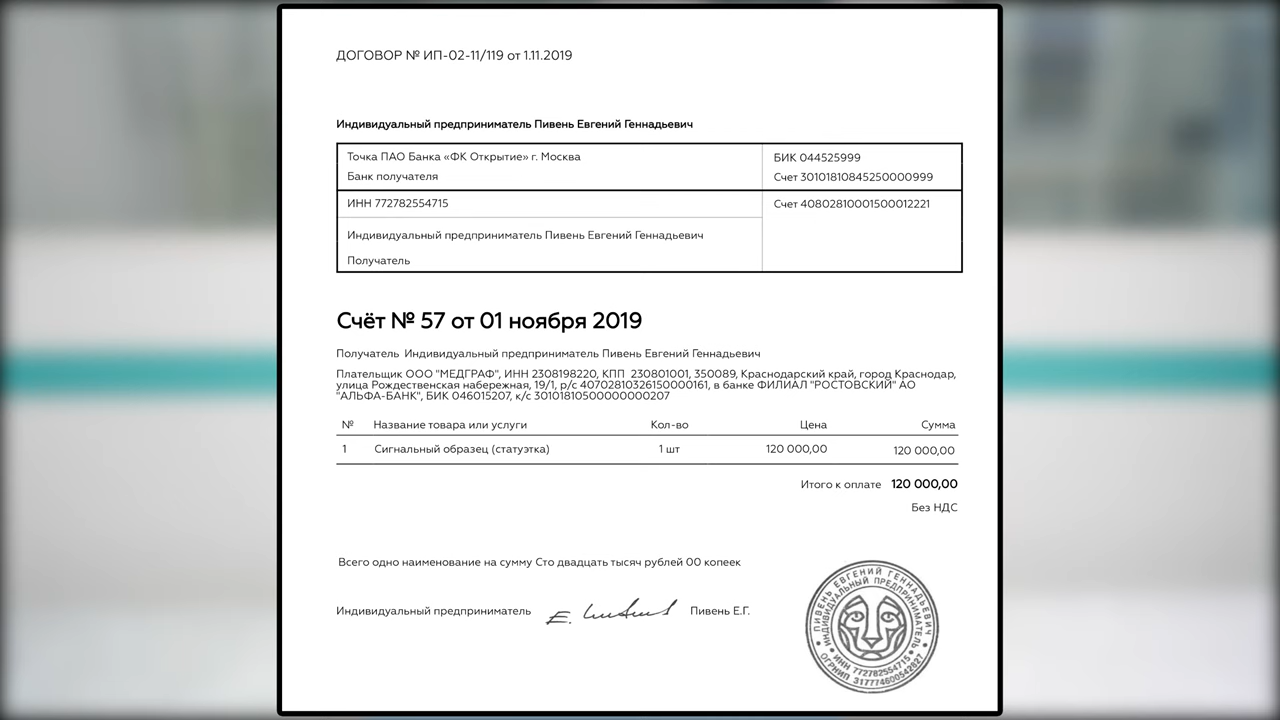 ДОГОВОР № ИП-02-11/119 от 1.11.2019
Индивидуальный предприниматель Пивень Евгений Геннадьевич
Точка ПАО Банка «ФК Открытие» г. Москва
БИК 044525999
Банк получателя
Счет 30101810845250000999
ИНН 772782554715
Счет 40802810001500012221
Индивидуальный предприниматель Пивень Евгений Геннадьевич
Получатель
Счёт № 57 от 01 ноября 2019
Получатель Индивидуальный предприниматель Пивень Евгений Геннадьевич
Плательщик ООО "МЕДГРАФ", ИНН 2308198220, КПП 230801001, 350089, Краснодарский край, город Краснодар,
улица Рождественская набережная, 19/1, р/с 40702810326150000161, в банке ФИЛИАЛ "РОСТОВСКИЙ" АО
"АЛЬФА-БАНК", БИК 046015207, к/с 30101810500000000207
№ Название товара или услуги Кол-во Цена Сумма
1 Сигнальный образец (статуэтка) 1 шт 120 000,00 120 000,00
Итого к оплате 120 000,00
Без НДС
Всего одно наименование на сумму Сто двадцать тысяч рублей 00 копеек
Индивидуальный предприниматель Пивень Е.Г.
ПИВЕНЬ ЕВГЕНИЙ ГЕННАДЬЕВИЧ
ИНДИВИДУАЛЬНЫЙ ПРЕДПРИНИМАТЕЛЬ
ИНН 772782554715
ОГРНИП 317774600542027